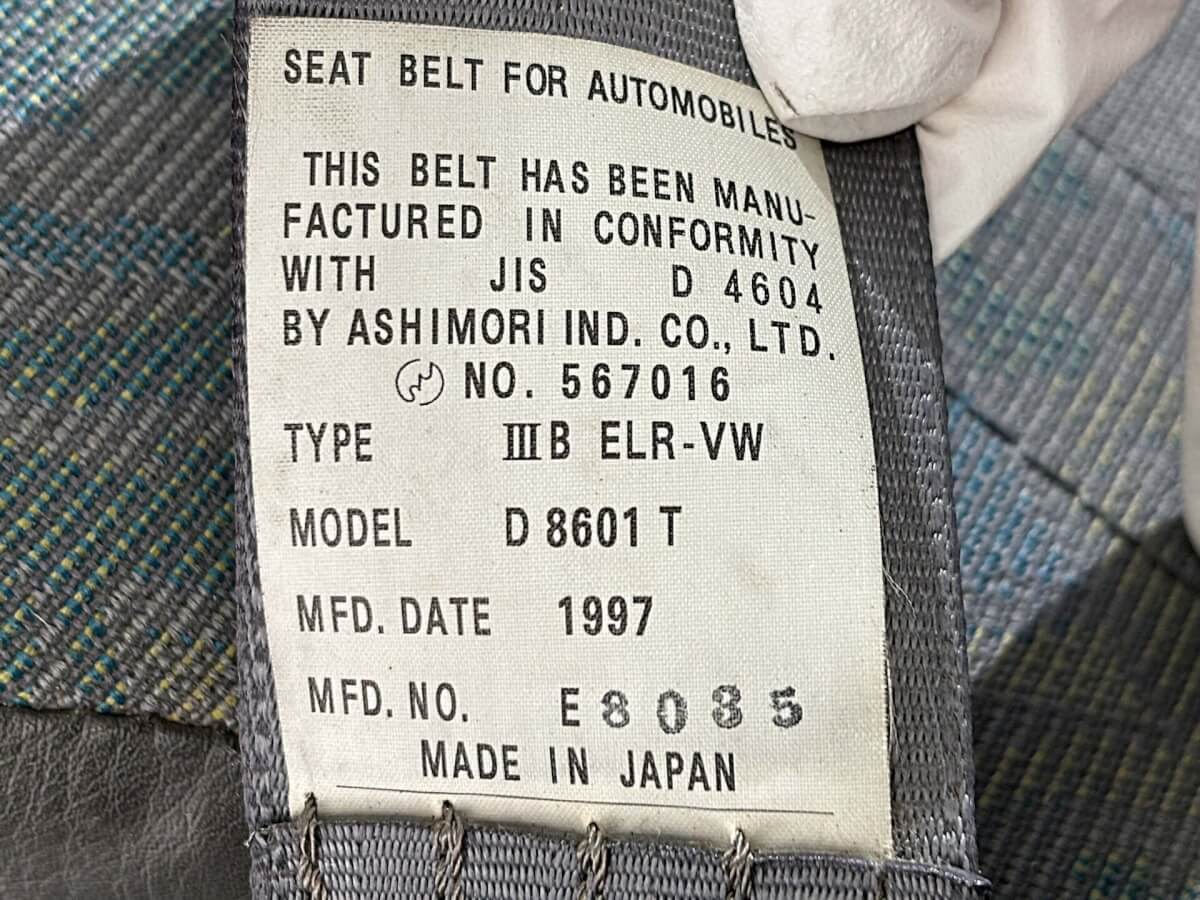 SEAT BELT FOR AUTOMOBILES
THIS BELT HAS BEEN MANU-
FACTURED IN CONFORMITY
WITH JIS D 4604
BY ASHIMORI IND. CO., LTD.
NO. 567016
TYPE ⅢB ELR-VW
MODEL D 8601 T
MFD. DATE 1997
MFD. NO. E 8085
MADE IN JAPAN